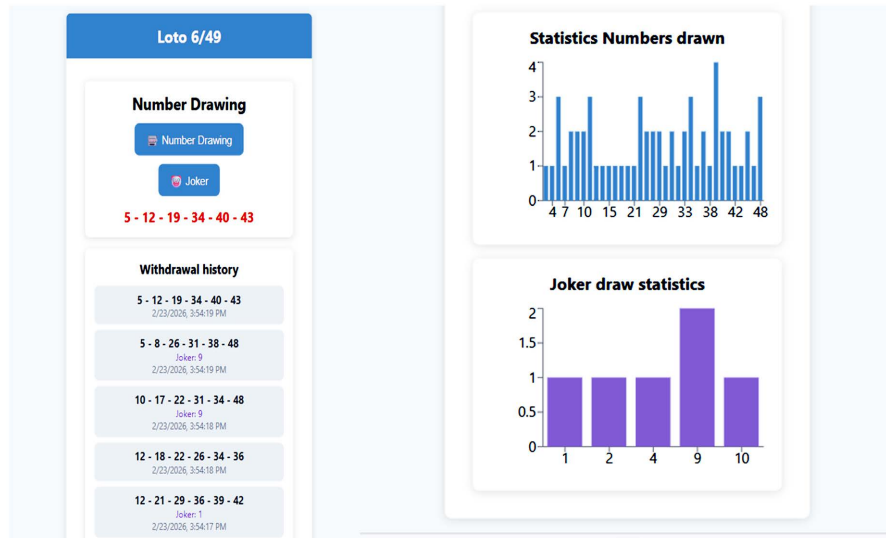 Loto 6/49
Number Drawing
Number Drawing
Joker
5 - 12 - 19 - 34 - 40 - 43
Withdrawal history
5 - 12 - 19 - 34 - 40 - 43
2/23/2026, 3:54:19 PM
5 - 8 - 26 - 31 - 38 - 48
Joker: 9
2/23/2026, 3:54:19 PM
10 - 17 - 22 - 31 - 34 - 48
Joker: 9
2/23/2026, 3:54:18 PM
12 - 18 - 22 - 26 - 34 - 36
2/23/2026, 3:54:18 PM
12 - 21 - 29 - 36 - 39 - 42
Joker: 1
2/23/2026, 3:54:17 PM
Statistics Numbers drawn
4
3
2
1
0
4 7 10 15 21 29 33 38 42 48
Joker draw statistics
2
1.5
1
0.5
0
1 2 4 9 10